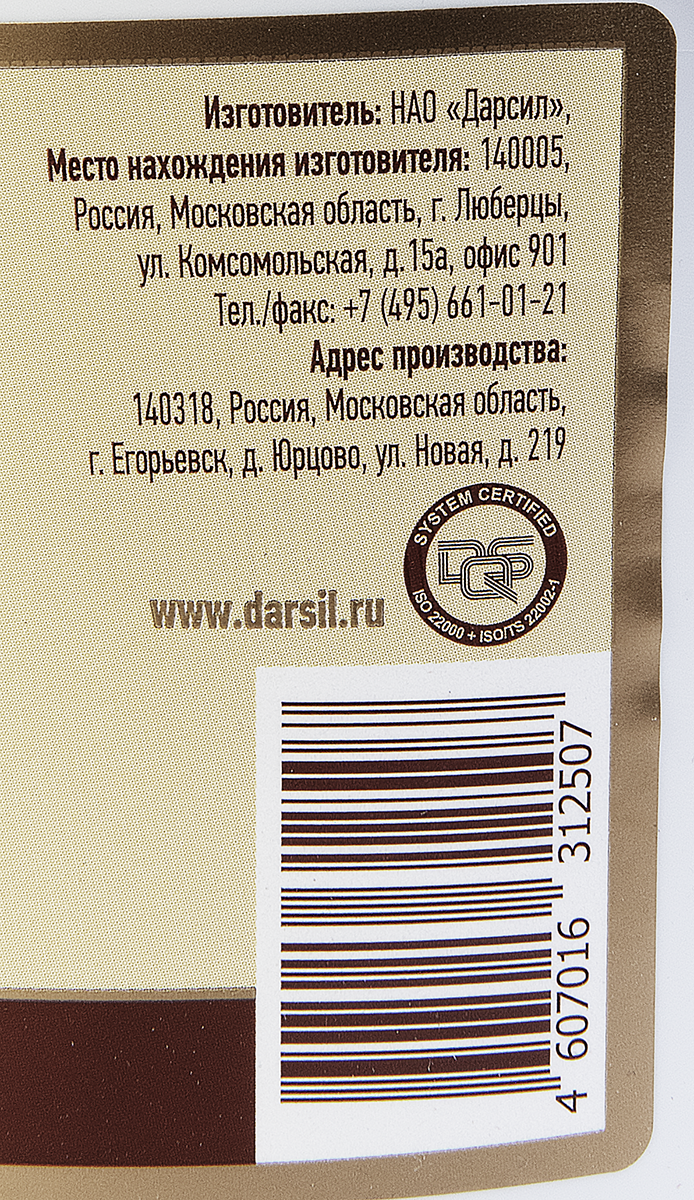 Изготовитель: НАО «Дарсил»,
Место нахождения изготовителя: 140005,
Россия, Московская область, г. Люберцы,
ул. Комсомольская, д.15а, офис 901
Тел./факс: +7 (495) 661-01-21
Адрес производства:
140318, Россия, Московская область,
г. Егорьевск, д. Юрцово, ул. Новая, д. 219
SYSTEM CERTIFIED
DQS
ISO 22000 + ISO/TS 22002-1
www.darsil.ru
4 607016 312507